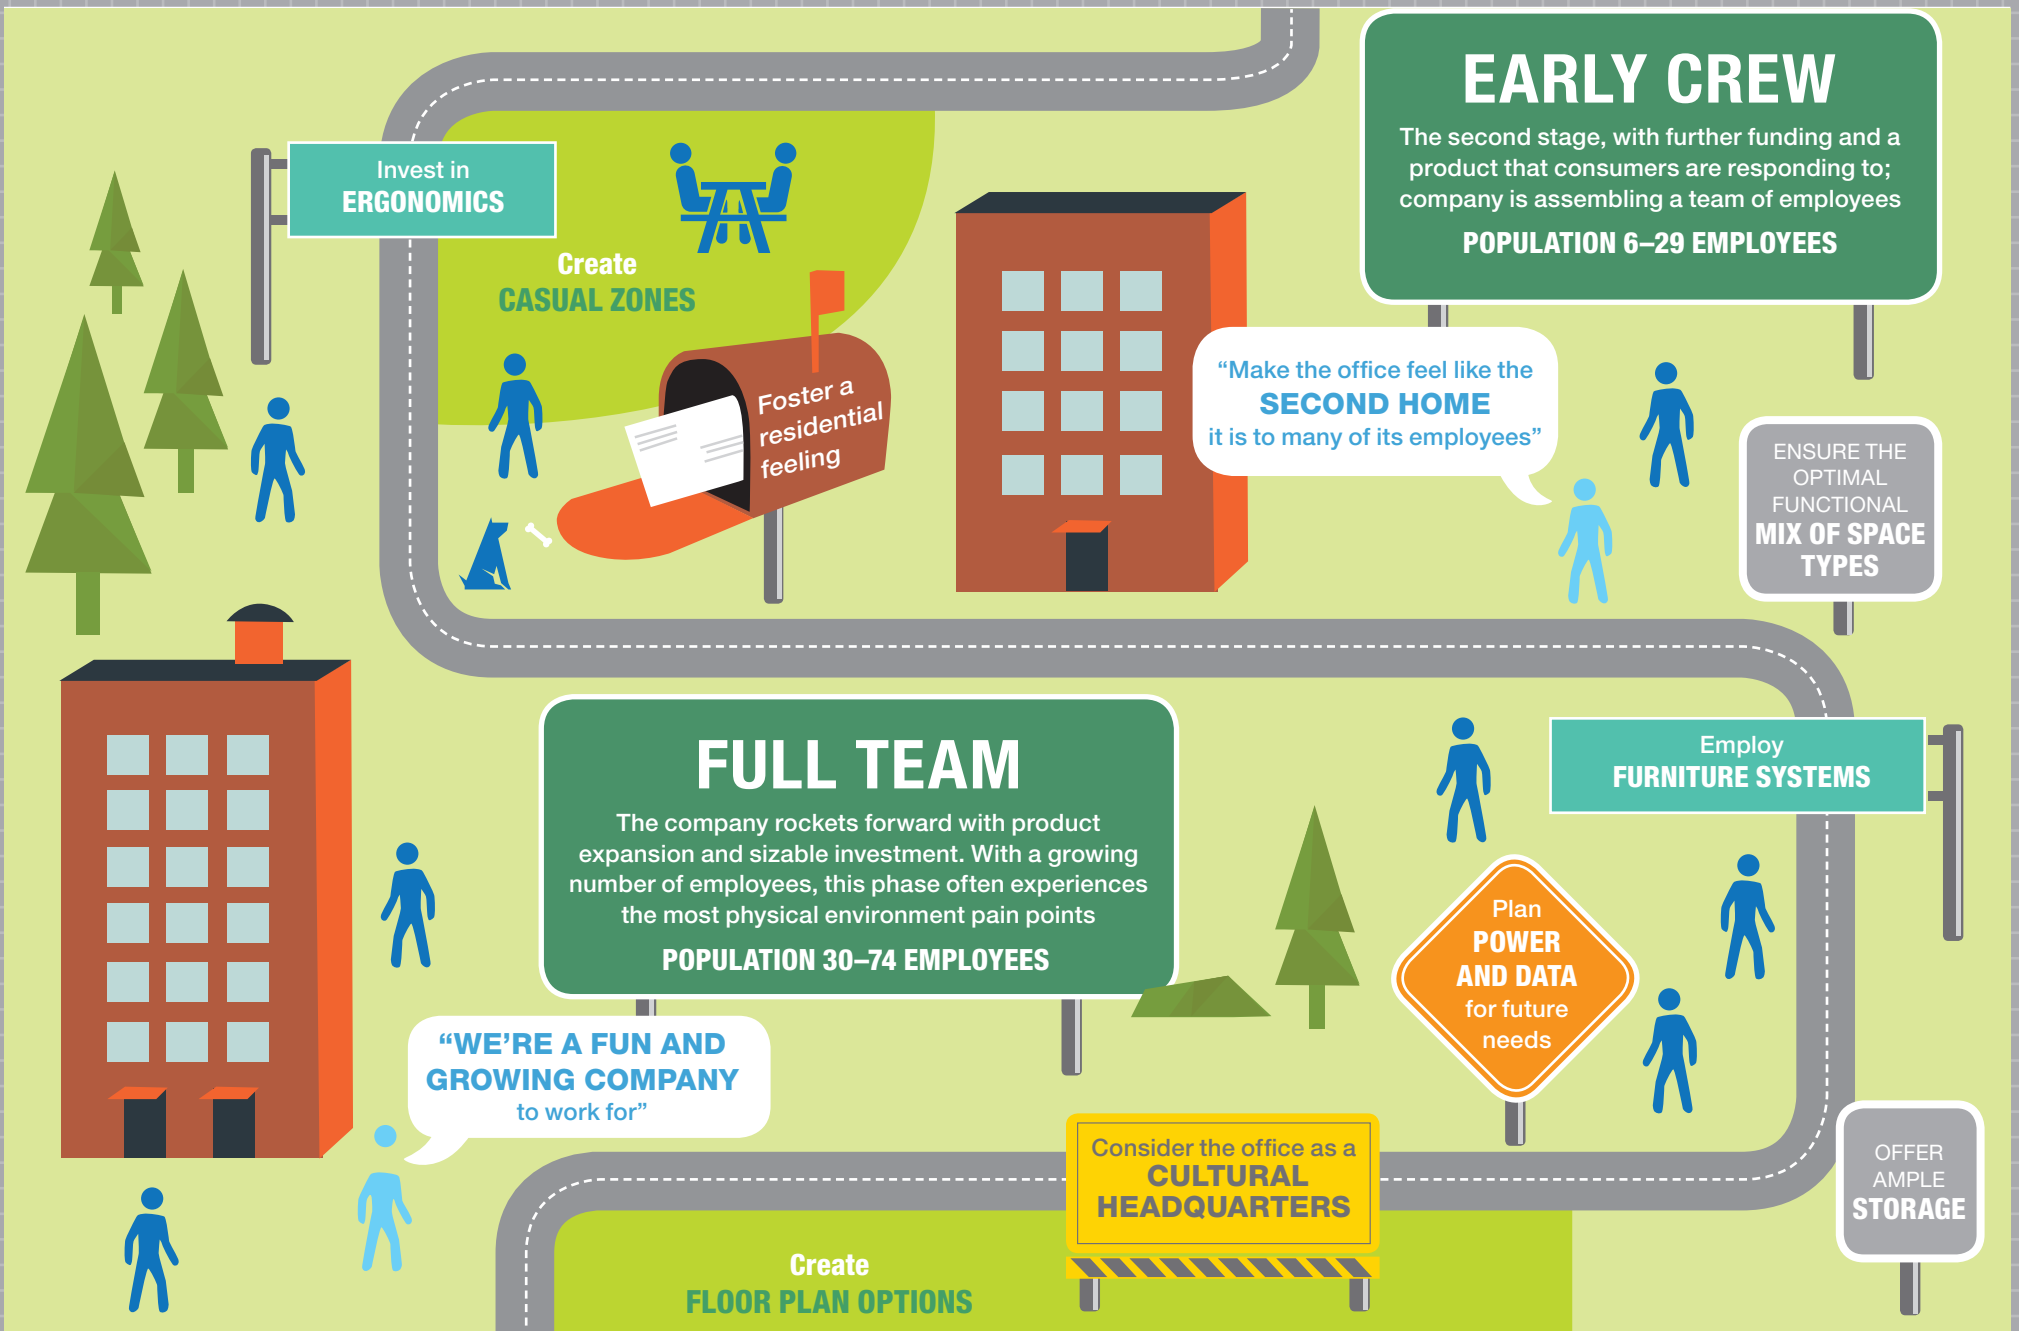 EARLY CREW
The second stage, with further funding and a
product that consumers are responding to;
company is assembling a team of employees
POPULATION 6–29 EMPLOYEES
Invest in
ERGONOMICS
Create
CASUAL ZONES
Foster a
residential
feeling
“Make the office feel like the
SECOND HOME
it is to many of its employees”
ENSURE THE
OPTIMAL
FUNCTIONAL
MIX OF SPACE
TYPES
FULL TEAM
The company rockets forward with product
expansion and sizable investment. With a growing
number of employees, this phase often experiences
the most physical environment pain points
POPULATION 30–74 EMPLOYEES
Employ
FURNITURE SYSTEMS
Plan
POWER
AND DATA
for future
needs
“WE’RE A FUN AND
GROWING COMPANY
to work for”
Consider the office as a
CULTURAL
HEADQUARTERS
OFFER
AMPLE
STORAGE
Create
FLOOR PLAN OPTIONS